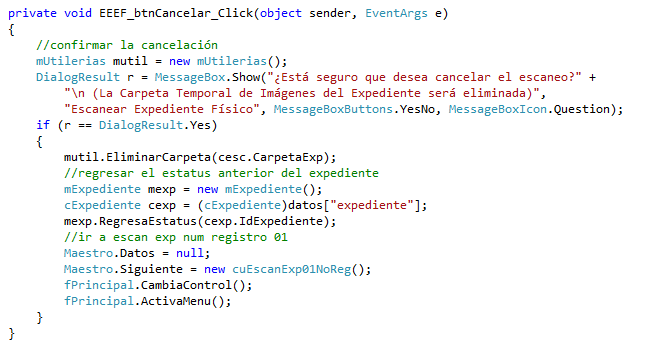 private void EEEF_btnCancelar_Click(object sender, EventArgs e)
{
//confirmar la cancelación
mUtilerias mutil = new mUtilerias();
DialogResult r = MessageBox.Show("¿Está seguro que desea cancelar el escaneo?" +
"\n (La Carpeta Temporal de Imágenes del Expediente será eliminada)",
"Escanear Expediente Físico", MessageBoxButtons.YesNo, MessageBoxIcon.Question);
if (r == DialogResult.Yes)
{
mutil.EliminarCarpeta(cesc.CarpetaExp);
//regresar el estatus anterior del expediente
mExpediente mexp = new mExpediente();
cExpediente cexp = (cExpediente)datos["expediente"];
mexp.RegresaEstatus(cexp.IdExpediente);
//ir a escan exp num registro 01
Maestro.Datos = null;
Maestro.Siguiente = new cuEscanExp01NoReg();
fPrincipal.CambiaControl();
fPrincipal.ActivaMenu();
}
}